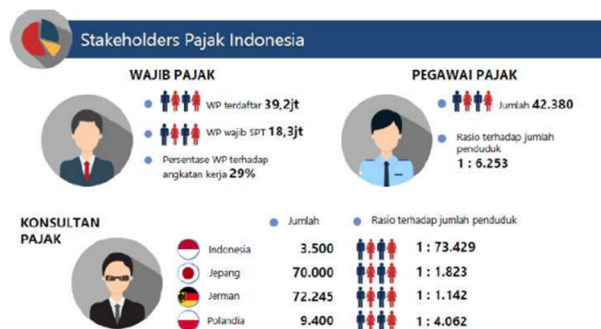 Stakeholders Pajak Indonesia
WAJIB PAJAK
WP terdaftar 39,2jt
WP wajib SPT 18,3jt
Persentase WP terhadap
angkatan kerja 29%
PEGAWAI PAJAK
Jumlah 42.380
Rasio terhadap jumlah
penduduk
1 : 6.253
KONSULTAN
PAJAK
Jumlah
Rasio terhadap jumlah penduduk
Indonesia 3.500 1 : 73.429
Jepang 70.000 1 : 1.823
Jerman 72.245 1 : 1.142
Polandia 9.400 1 : 4.062